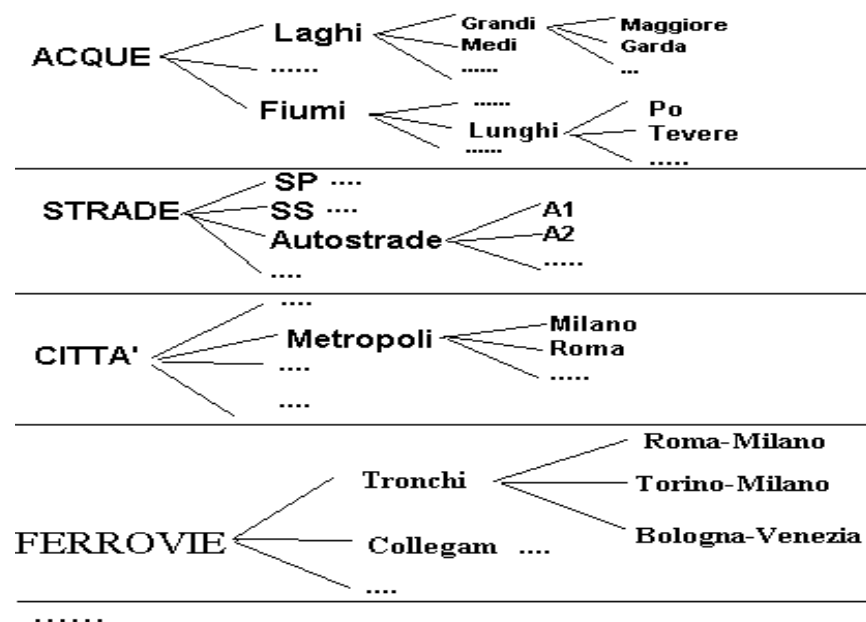 ACQUE
Laghi
......
Grandi
Medi
......
Maggiore
Garda
...
Fiumi
......
Lunghi
......
Po
Tevere
.....
STRADE
SP ....
SS ....
Autostrade
....
A1
A2
.....
CITTA'
....
Metropoli
....
....
Milano
Roma
.....
FERROVIE
Tronchi
Collegam ....
....
Roma-Milano
Torino-Milano
Bologna-Venezia
......